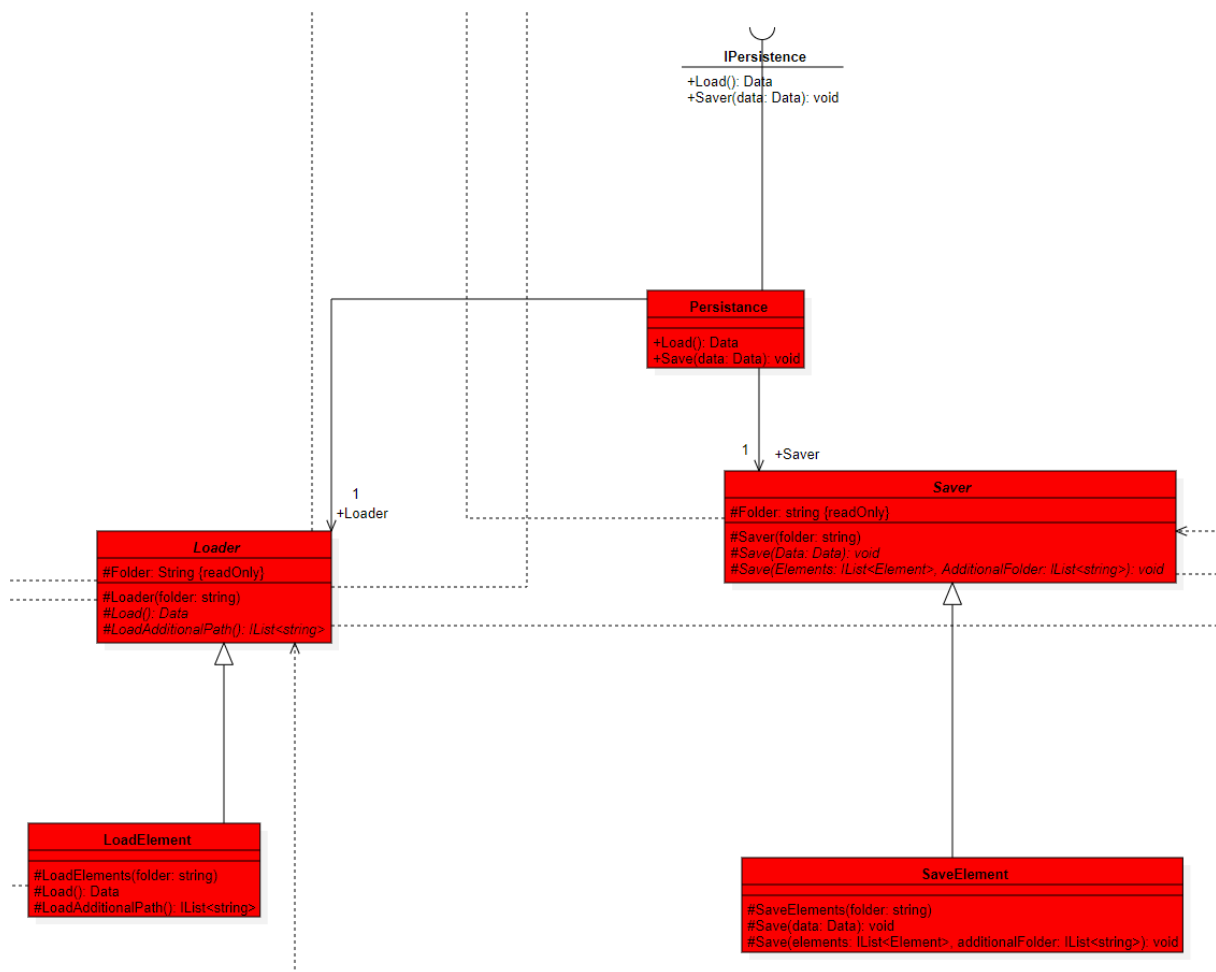 IPersistence
+Load(): Data
+Saver(data: Data): void
Persistance
+Load(): Data
+Save(data: Data): void
1
+Saver
Saver
#Folder: string {readOnly}
#Saver(folder: string)
#Save(Data: Data): void
#Save(Elements: IList<Element>, AdditionalFolder: IList<string>): void
1
+Loader
Loader
#Folder: String {readOnly}
#Loader(folder: string)
#Load(): Data
#LoadAdditionalPath(): IList<string>
LoadElement
#LoadElements(folder: string)
#Load(): Data
#LoadAdditionalPath(): IList<string>
SaveElement
#SaveElements(folder: string)
#Save(data: Data): void
#Save(elements: IList<Element>, additionalFolder: IList<string>): void